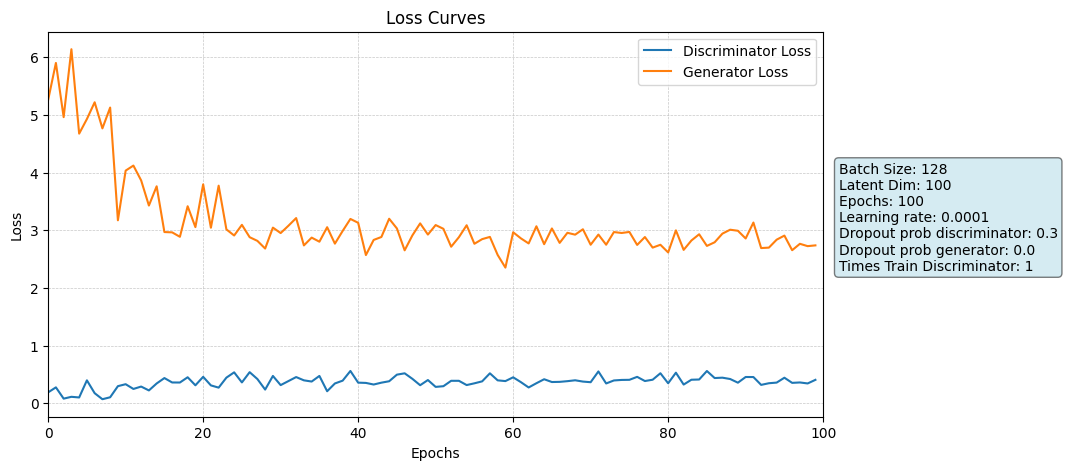 Loss Curves
Discriminator Loss
Generator Loss
6
5
4
3
2
1
0
Loss
0 20 40 60 80 100
Epochs
Batch Size: 128
Latent Dim: 100
Epochs: 100
Learning rate: 0.0001
Dropout prob discriminator: 0.3
Dropout prob generator: 0.0
Times Train Discriminator: 1